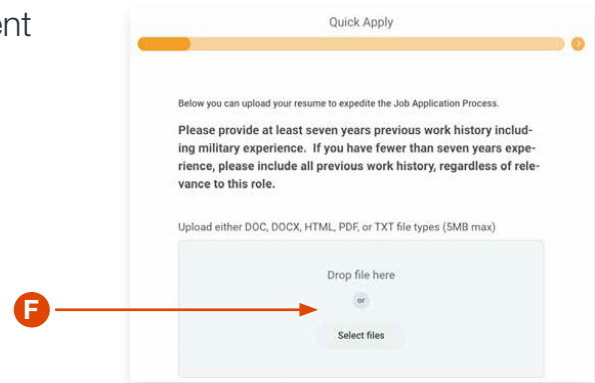 ent
Quick Apply
Below you can upload your resume to expedite the Job Application Process.
Please provide at least seven years previous work history includ-
ing military experience. If you have fewer than seven years expe-
rience, please include all previous work history, regardless of rele-
vance to this role.
Upload either DOC, DOCX, HTML, PDF, or TXT file types (5MB max)
Drop file here
or
F
Select files